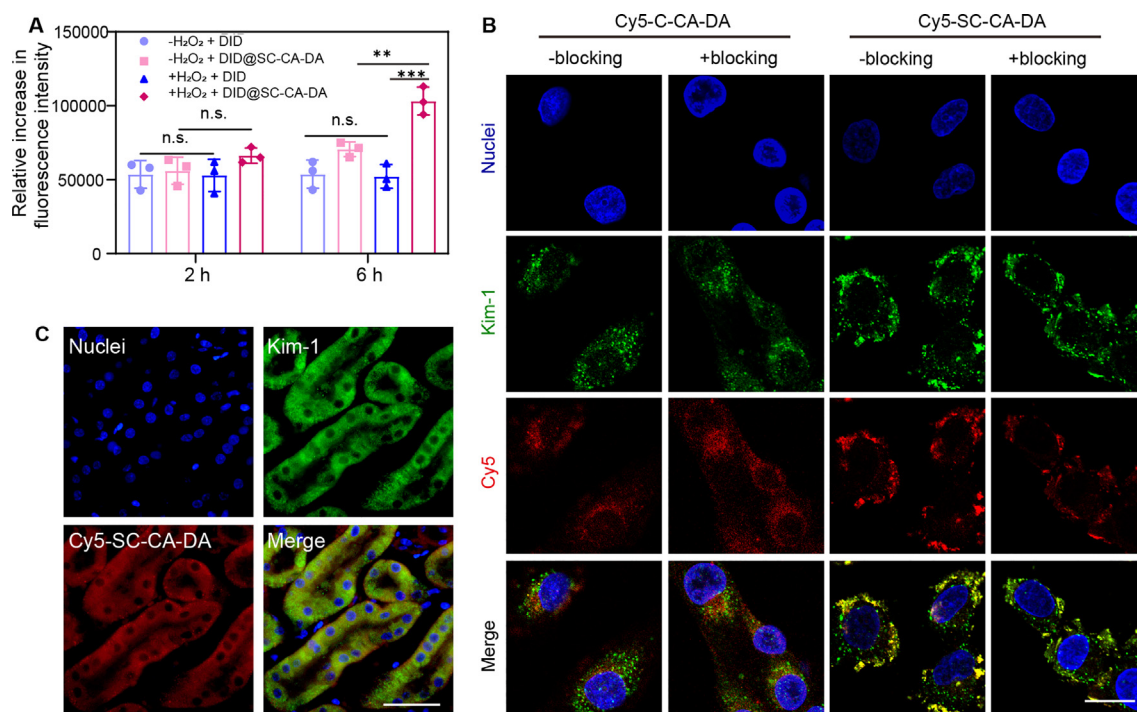 A
Relative increase in
fluorescence intensity
150000
100000
50000
0
-H₂O₂ + DID
-H₂O₂ + DID@SC-CA-DA
+H₂O₂ + DID
+H₂O₂ + DID@SC-CA-DA
**
***
n.s.
n.s.
n.s.
2 h
6 h
B
Cy5-C-CA-DA
Cy5-SC-CA-DA
-blocking
+blocking
-blocking
+blocking
Nuclei
Kim-1
Cy5
Merge
C
Nuclei
Kim-1
Cy5-SC-CA-DA
Merge